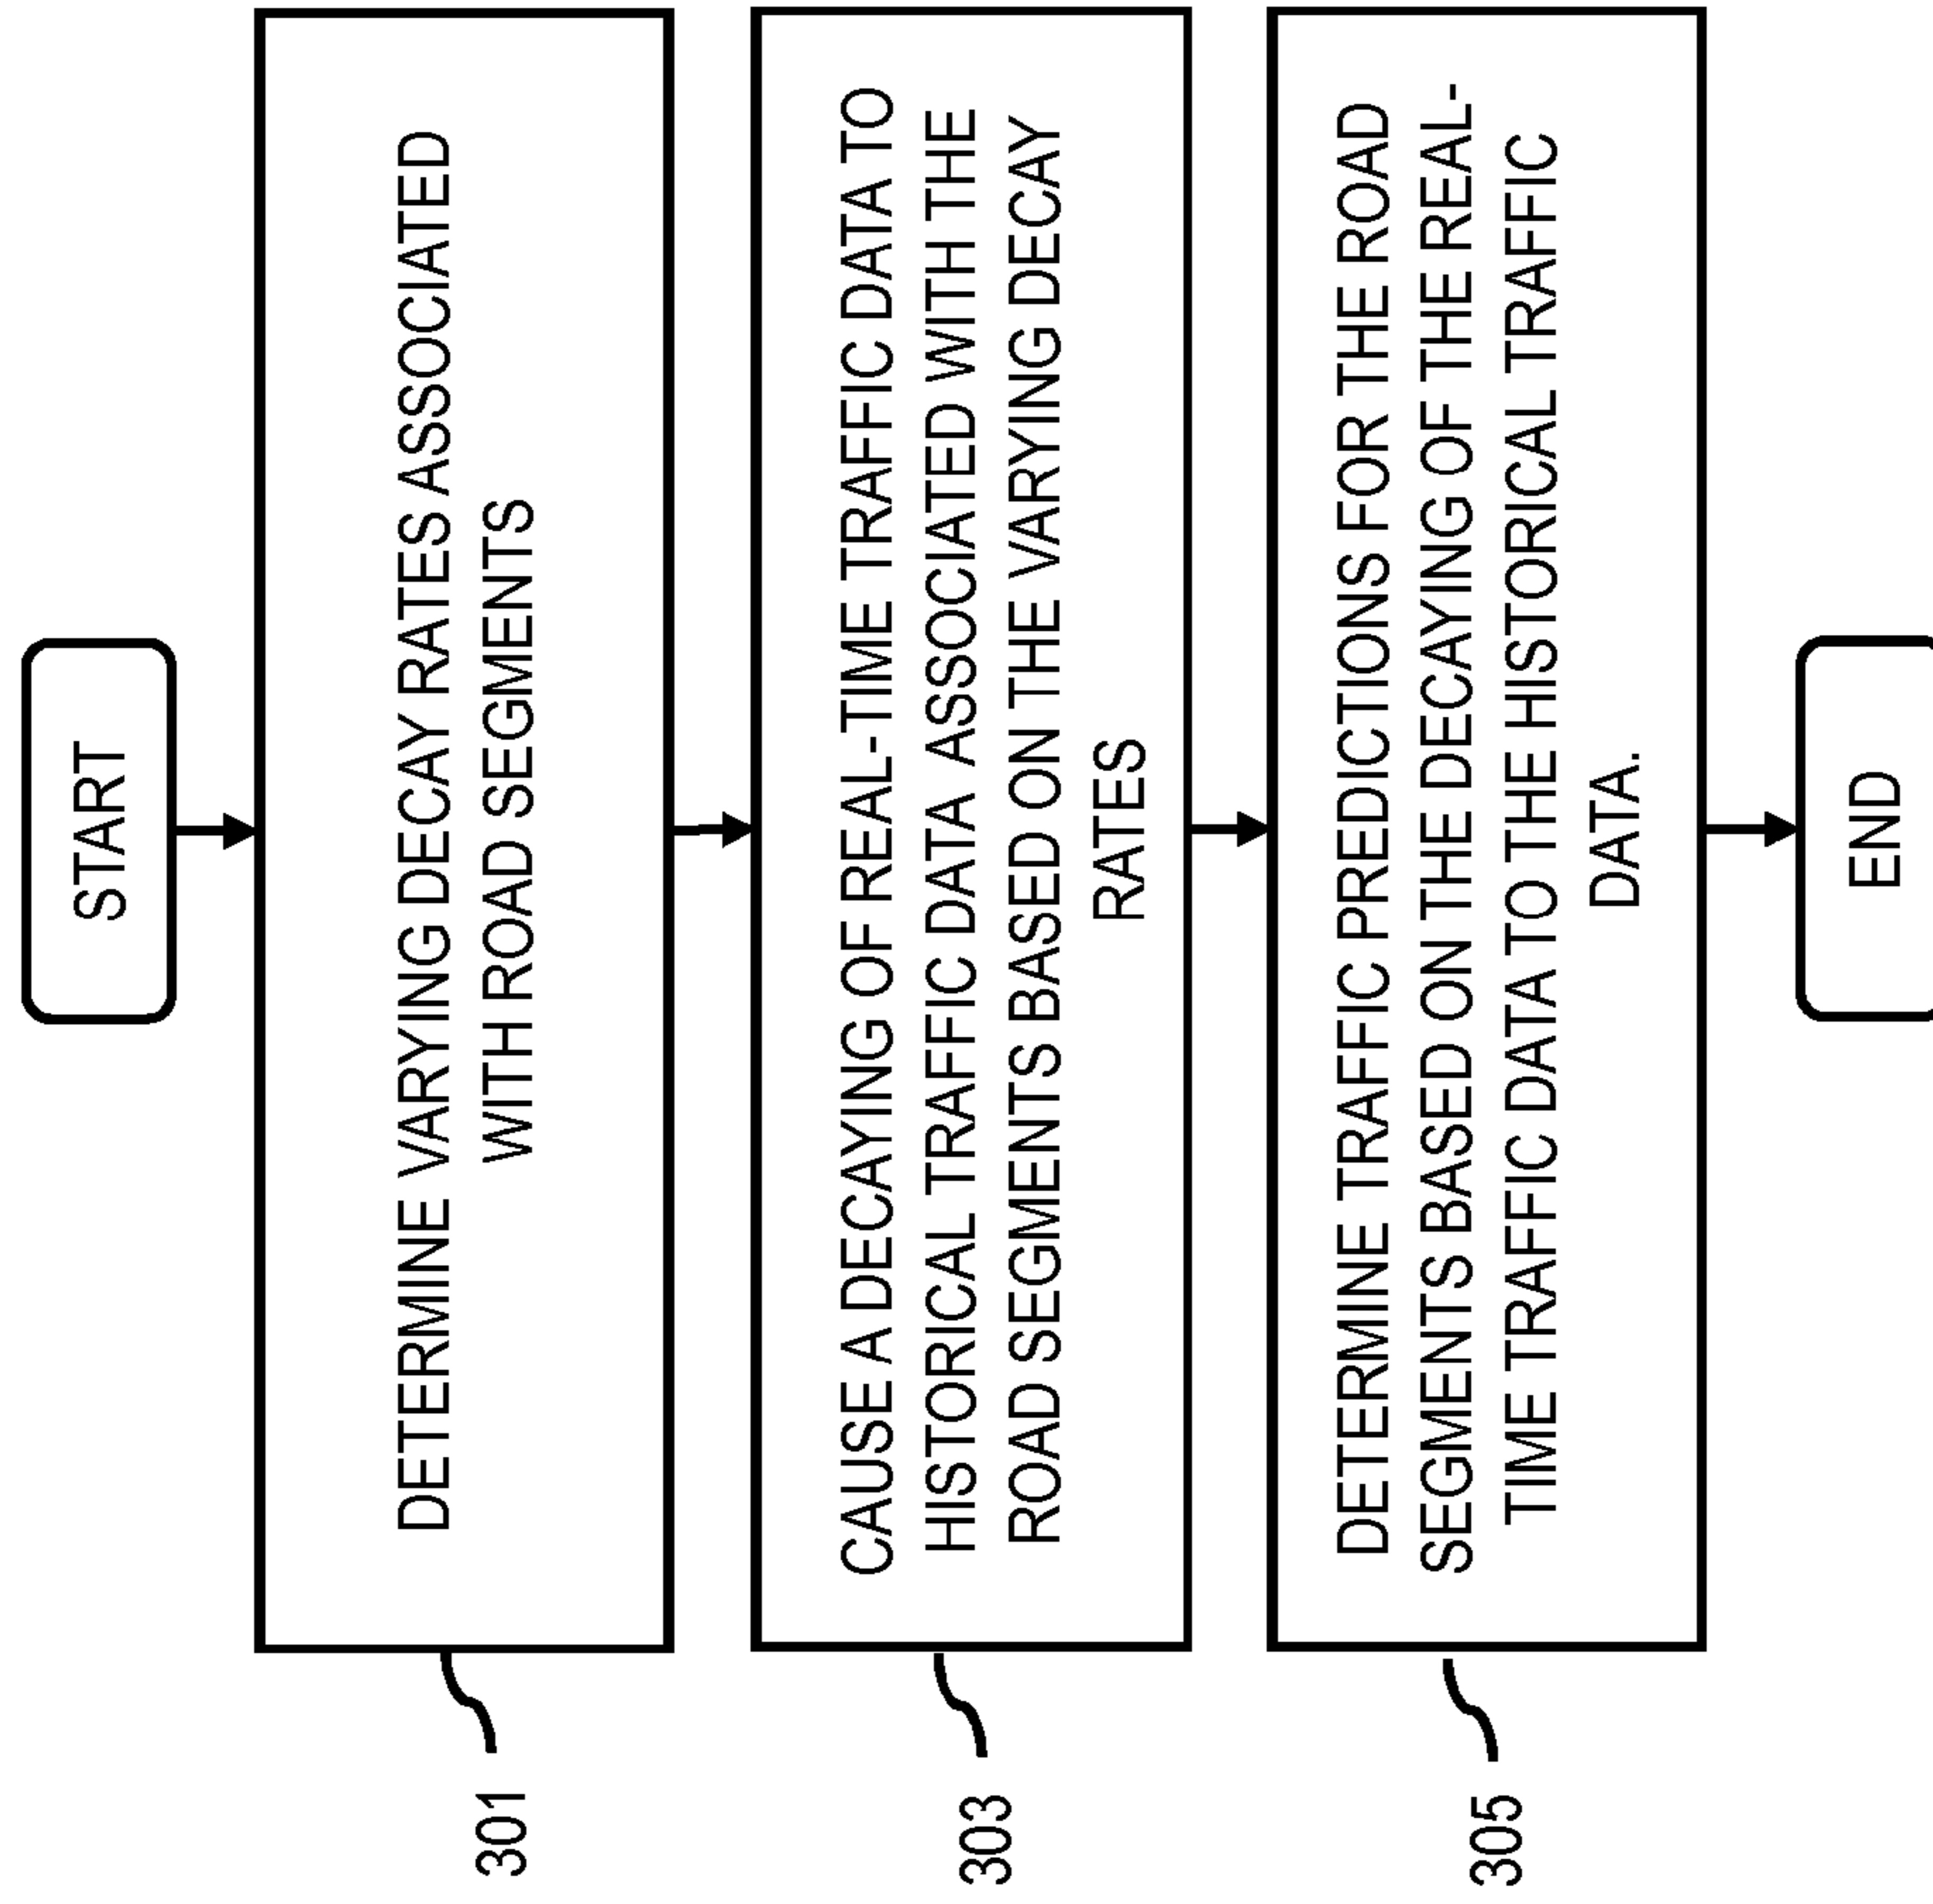 START
301
DETERMINE VARYING DECAY RATES ASSOCIATED
WITH ROAD SEGMENTS
303
CAUSE A DECAYING OF REAL-TIME TRAFFIC DATA TO
HISTORICAL TRAFFIC DATA ASSOCIATED WITH THE
ROAD SEGMENTS BASED ON THE VARYING DECAY
RATES
305
DETERMINE TRAFFIC PREDICTIONS FOR THE ROAD
SEGMENTS BASED ON THE DECAYING OF THE REAL-
TIME TRAFFIC DATA TO THE HISTORICAL TRAFFIC
DATA.
END